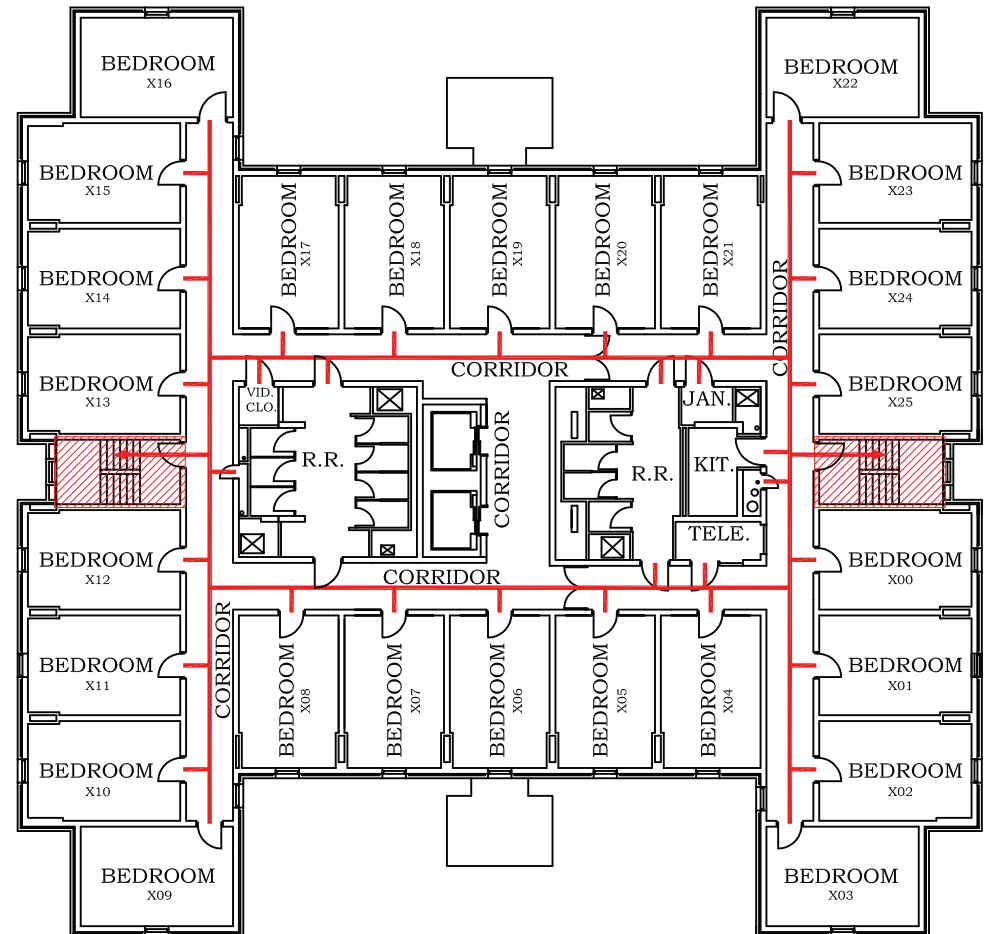 BEDROOM
X16
BEDROOM
X22
BEDROOM
X15
BEDROOM
X23
BEDROOM
X17
BEDROOM
X18
BEDROOM
X19
BEDROOM
X20
BEDROOM
X21
BEDROOM
X14
BEDROOM
X24
CORRIDOR
CORRIDOR
BEDROOM
X13
BEDROOM
X25
VID.
CLO.
JAN.
R.R.
CORRIDOR
R.R.
KIT.
TELE.
BEDROOM
X12
CORRIDOR
BEDROOM
X00
CORRIDOR
BEDROOM
X11
BEDROOM
X01
BEDROOM
X08
BEDROOM
X07
BEDROOM
X06
BEDROOM
X05
BEDROOM
X04
BEDROOM
X10
BEDROOM
X02
BEDROOM
X09
BEDROOM
X03